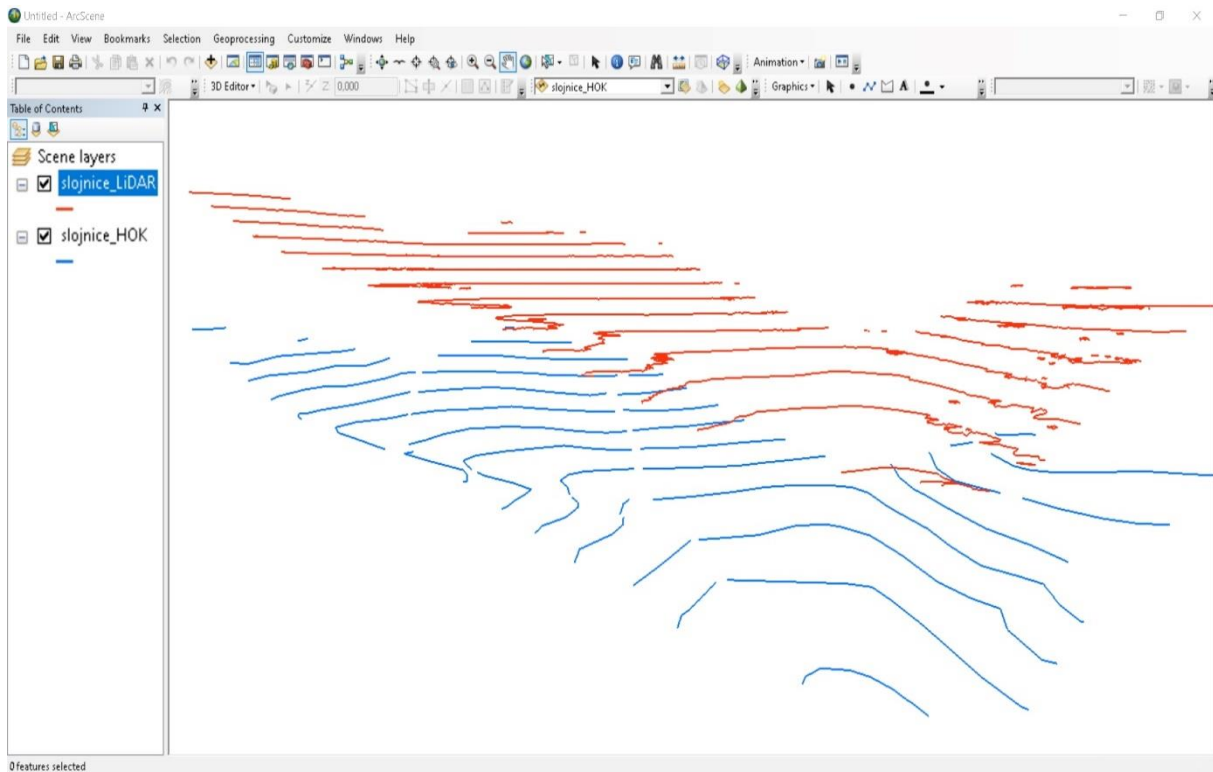 Untitled - ArcScene
File Edit View Bookmarks Selection Geoprocessing Customize Windows Help
Animation
3D Editor Z 0,000 slojnice_HOK Graphics A
Table of Contents
Scene layers
slojnice_LiDAR
slojnice_HOK
0 features selected